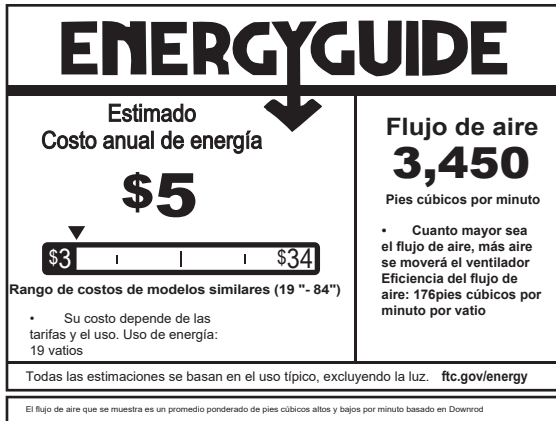 ENERGYGUIDE
Estimado
Costo anual de energía
$5
$3
$34
Rango de costos de modelos similares (19 "- 84")
• Su costo depende de las
tarifas y el uso. Uso de energía:
19 vatios
Flujo de aire
3,450
Pies cúbicos por minuto
• Cuanto mayor sea
el flujo de aire, más aire
se moverá el ventilador
Eficiencia del flujo de
aire: 176pies cúbicos por
minuto por vatio
Todas las estimaciones se basan en el uso típico, excluyendo la luz. ftc.gov/energy
El flujo de aire que se muestra es un promedio ponderado de pies cúbicos altos y bajos por minuto basado en Downrod